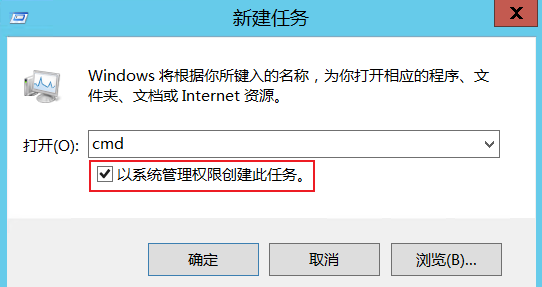 新建任务
Windows 将根据你所键入的名称，为你打开相应的程序、文
件夹、文档或 Internet 资源。
打开(O): cmd
以系统管理权限创建此任务。
确定 取消 浏览(B)...